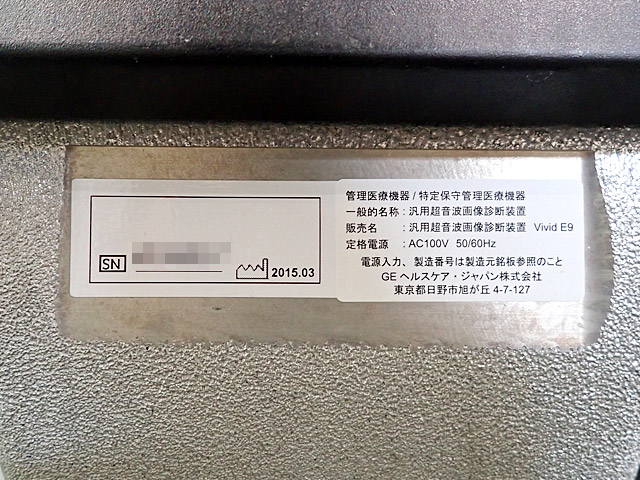 SN
2015.03
管理医療機器 / 特定保守管理医療機器
一般的名称 : 汎用超音波画像診断装置
販売名 : 汎用超音波画像診断装置 Vivid E9
定格電源 : AC100V 50/60Hz
電源入力、製造番号は製造元銘板参照のこと
GE ヘルスケア・ジャパン株式会社
東京都日野市旭が丘 4-7-127